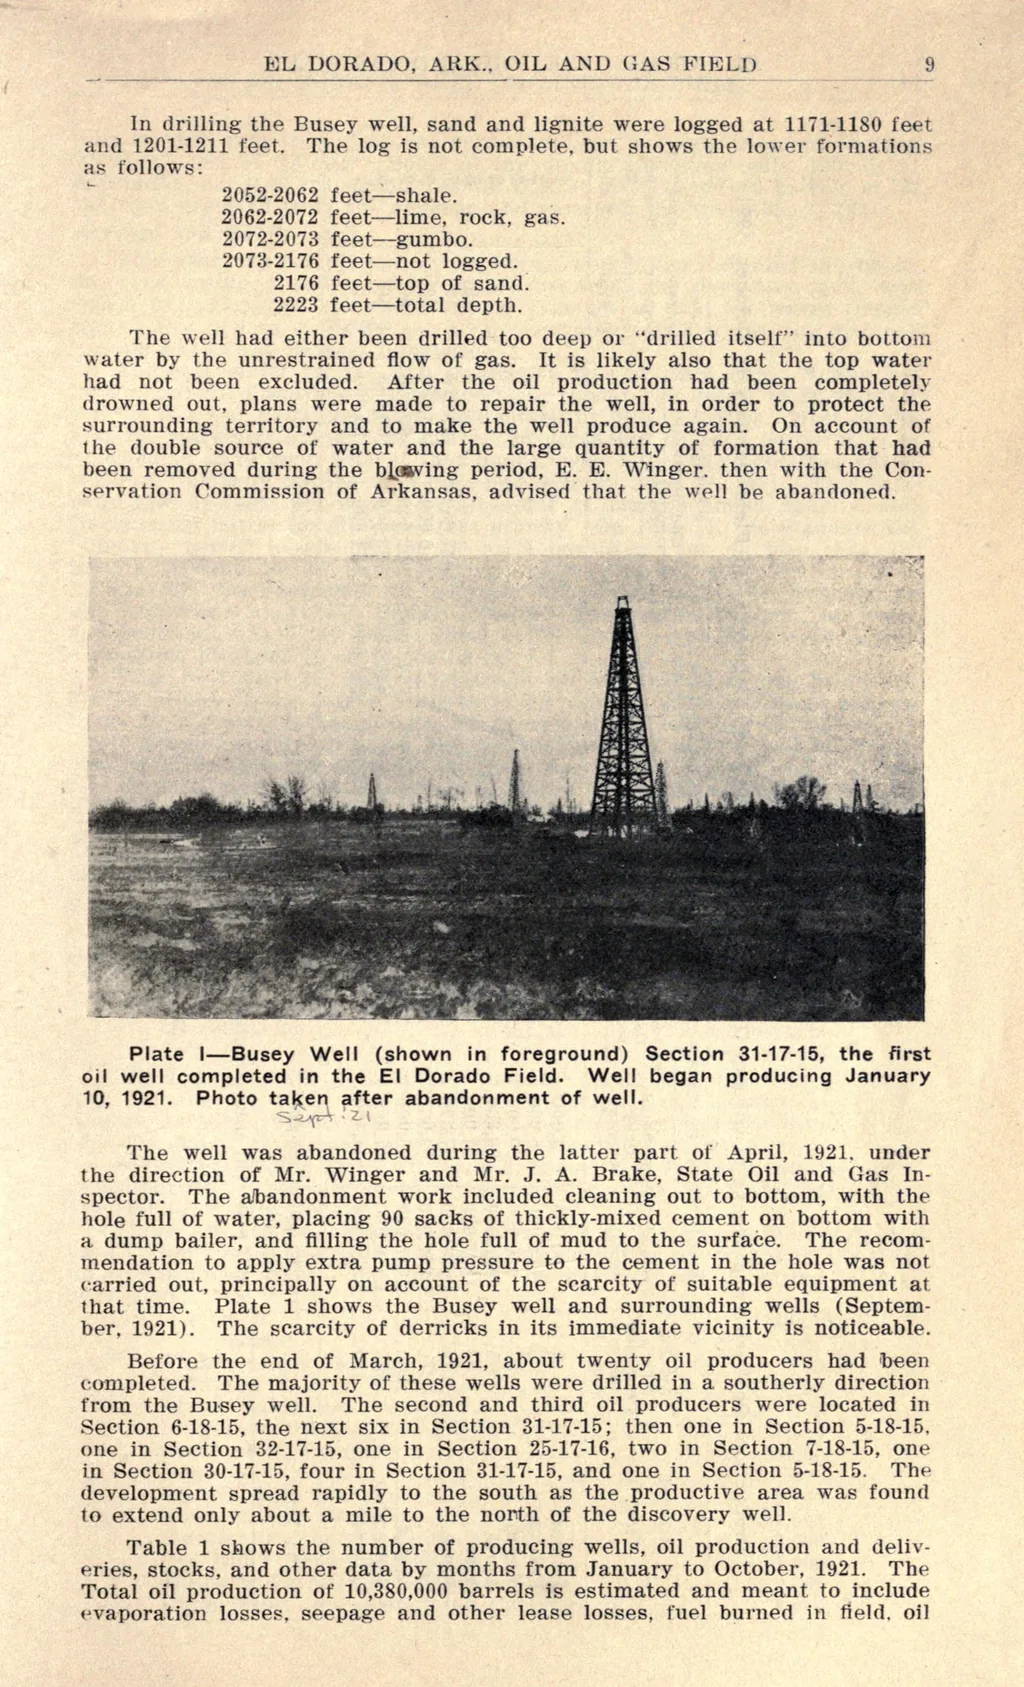 EL DORADO, ARK., OIL AND GAS FIELD 9
In drilling the Busey well, sand and lignite were logged at 1171-1180 feet
and 1201-1211 feet. The log is not complete, but shows the lower formations
as follows:
2052-2062 feet—shale.
2062-2072 feet—lime, rock, gas.
2072-2073 feet—gumbo.
2073-2176 feet—not logged.
2176 feet—top of sand.
2223 feet—total depth.
The well had either been drilled too deep or "drilled itself" into bottom
water by the unrestrained flow of gas. It is likely also that the top water
had not been excluded. After the oil production had been completely
drowned out, plans were made to repair the well, in order to protect the
surrounding territory and to make the well produce again. On account of
the double source of water and the large quantity of formation that had
been removed during the blowing period, E. E. Winger, then with the Con-
servation Commission of Arkansas, advised that the well be abandoned.
Plate I—Busey Well (shown in foreground) Section 31-17-15, the first
oil well completed in the El Dorado Field. Well began producing January
10, 1921. Photo taken after abandonment of well.
Sept. '21
The well was abandoned during the latter part of April, 1921, under
the direction of Mr. Winger and Mr. J. A. Brake, State Oil and Gas In-
spector. The abandonment work included cleaning out to bottom, with the
hole full of water, placing 90 sacks of thickly-mixed cement on bottom with
a dump bailer, and filling the hole full of mud to the surface. The recom-
mendation to apply extra pump pressure to the cement in the hole was not
carried out, principally on account of the scarcity of suitable equipment at
that time. Plate 1 shows the Busey well and surrounding wells (Septem-
ber, 1921). The scarcity of derricks in its immediate vicinity is noticeable.
Before the end of March, 1921, about twenty oil producers had been
completed. The majority of these wells were drilled in a southerly direction
from the Busey well. The second and third oil producers were located in
Section 6-18-15, the next six in Section 31-17-15; then one in Section 5-18-15,
one in Section 32-17-15, one in Section 25-17-16, two in Section 7-18-15, one
in Section 30-17-15, four in Section 31-17-15, and one in Section 5-18-15. The
development spread rapidly to the south as the productive area was found
to extend only about a mile to the north of the discovery well.
Table 1 shows the number of producing wells, oil production and deliv-
eries, stocks, and other data by months from January to October, 1921. The
Total oil production of 10,380,000 barrels is estimated and meant to include
evaporation losses, seepage and other lease losses, fuel burned in field, oil